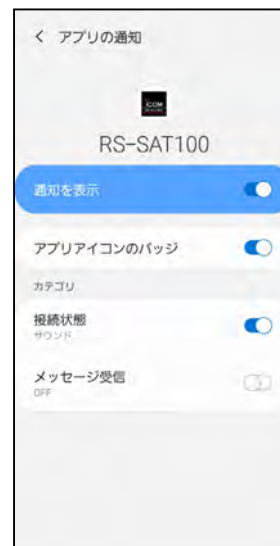 アプリの通知
ICOM
RS-SAT100
通知を表示
アプリアイコンのバッジ
カテゴリ
接続状態
サウンド
メッセージ受信
OFF